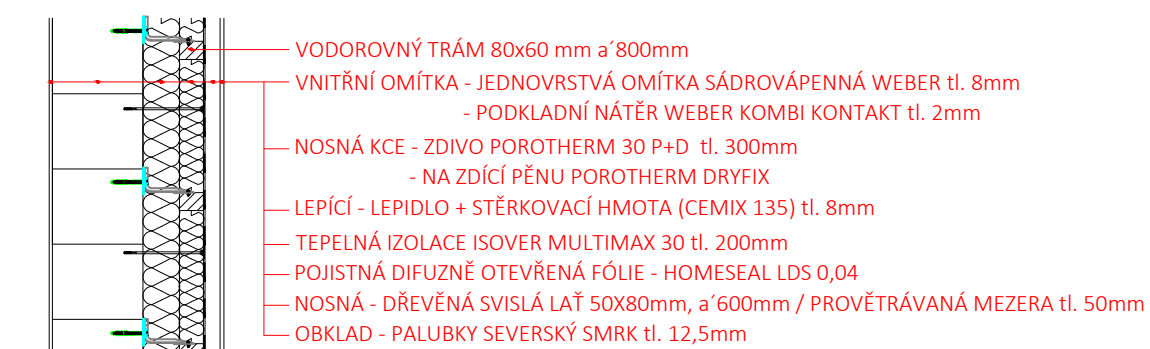 VODOROVNÝ TRÁM 80x60 mm a´800mm
VNITŘNÍ OMÍTKA - JEDNOVRSTVÁ OMÍTKA SÁDROVÁPENNÁ WEBER tl. 8mm
- PODKLADNÍ NÁTĚR WEBER KOMBI KONTAKT tl. 2mm
NOSNÁ KCE - ZDIVO POROTHERM 30 P+D tl. 300mm
- NA ZDÍCÍ PĚNU POROTHERM DRYFIX
LEPÍCÍ - LEPIDLO + STĚRKOVACÍ HMOTA (CEMIX 135) tl. 8mm
TEPELNÁ IZOLACE ISOVER MULTIMAX 30 tl. 200mm
POJISTNÁ DIFUZNĚ OTEVŘENÁ FÓLIE - HOMESEAL LDS 0,04
NOSNÁ - DŘEVĚNÁ SVISLÁ LAŤ 50X80mm, a´600mm / PROVĚTRÁVANÁ MEZERA tl. 50mm
OBKLAD - PALUBKY SEVERSKÝ SMRK tl. 12,5mm